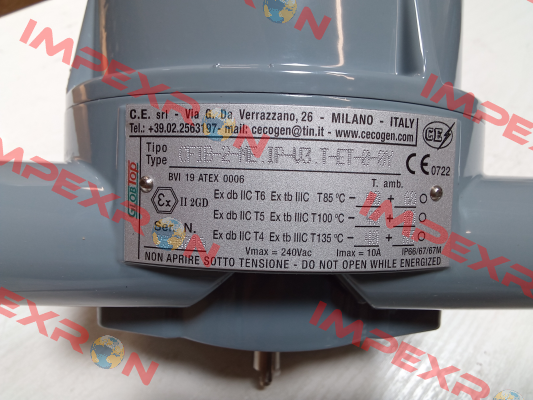 IMPEXRON
IMPEXRON
C.E. srl - Via G. Da Verrazzano, 26 - MILANO - ITALY
Tel.: +39.02.2563197- mail: cecogen@tin.it - www.cecogen.com
CE
Tipo
Type
0722
BVI 19 ATEX 0006
T. amb.
GLOBTOP
Ex II 2GD
Ex db IIC T6 Ex tb IIIC T85°C
Ex db IIC T5 Ex tb IIIC T100°C
Ex db IIC T4 Ex tb IIIC T135°C
Ser. N.
Vmax = 240Vac Imax = 10A IP66/67/67M
NON APRIRE SOTTO TENSIONE - DO NOT OPEN WHILE ENERGIZED
IMPEXRON
IMPEXRON